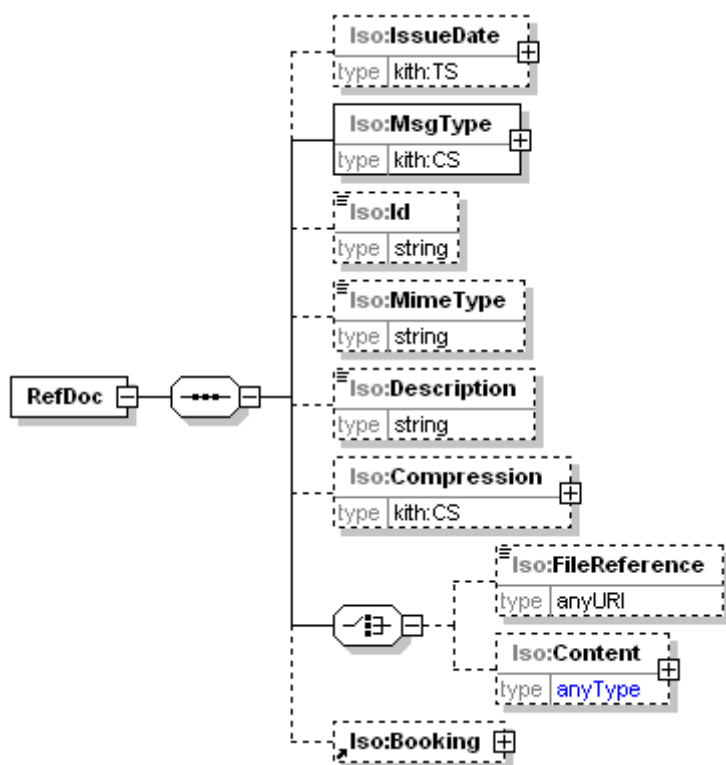 Iso:IssueDate
type kith:TS
Iso:MsgType
type kith:CS
Iso:Id
type string
Iso:MimeType
type string
RefDoc
Iso:Description
type string
Iso:Compression
type kith:CS
Iso:FileReference
type anyURI
Iso:Content
type anyType
Iso:Booking